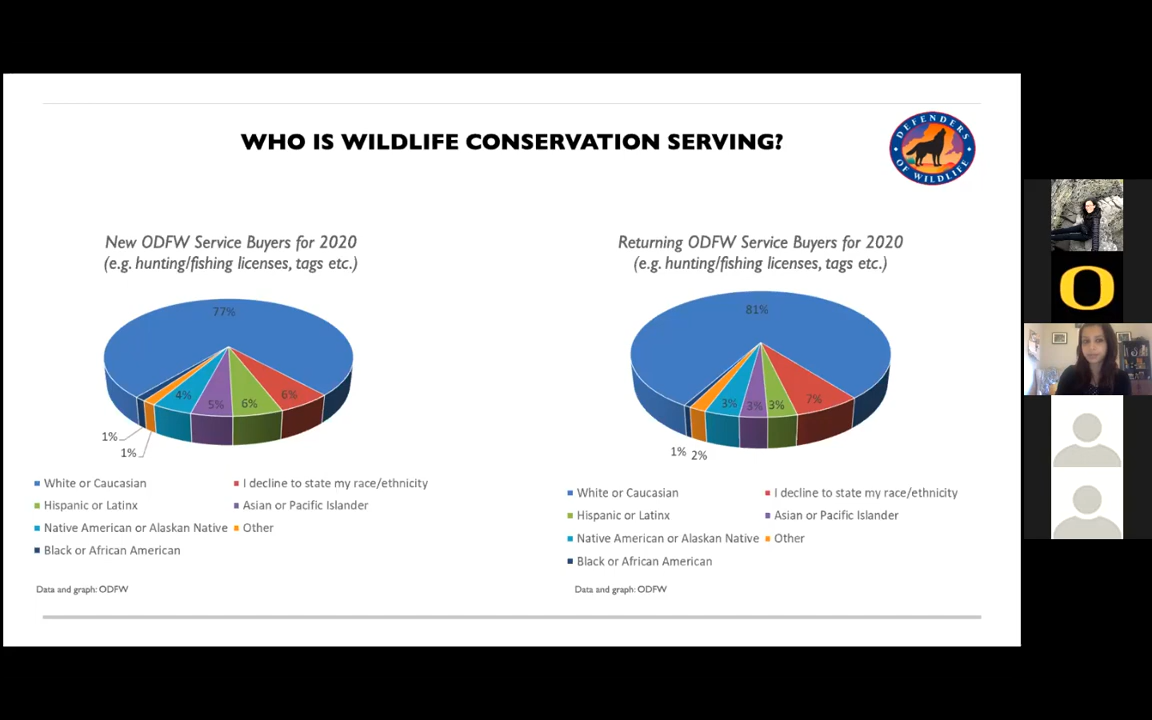 WHO IS WILDLIFE CONSERVATION SERVING?
DEFENDERS
OF WILDLIFE
New ODFW Service Buyers for 2020
(e.g. hunting/fishing licenses, tags etc.)
77%
6%
6%
5%
4%
1%
1%
White or Caucasian
I decline to state my race/ethnicity
Hispanic or Latinx
Asian or Pacific Islander
Native American or Alaskan Native
Other
Black or African American
Data and graph: ODFW
Returning ODFW Service Buyers for 2020
(e.g. hunting/fishing licenses, tags etc.)
81%
7%
3%
3%
3%
2%
1%
White or Caucasian
I decline to state my race/ethnicity
Hispanic or Latinx
Asian or Pacific Islander
Native American or Alaskan Native
Other
Black or African American
Data and graph: ODFW
O